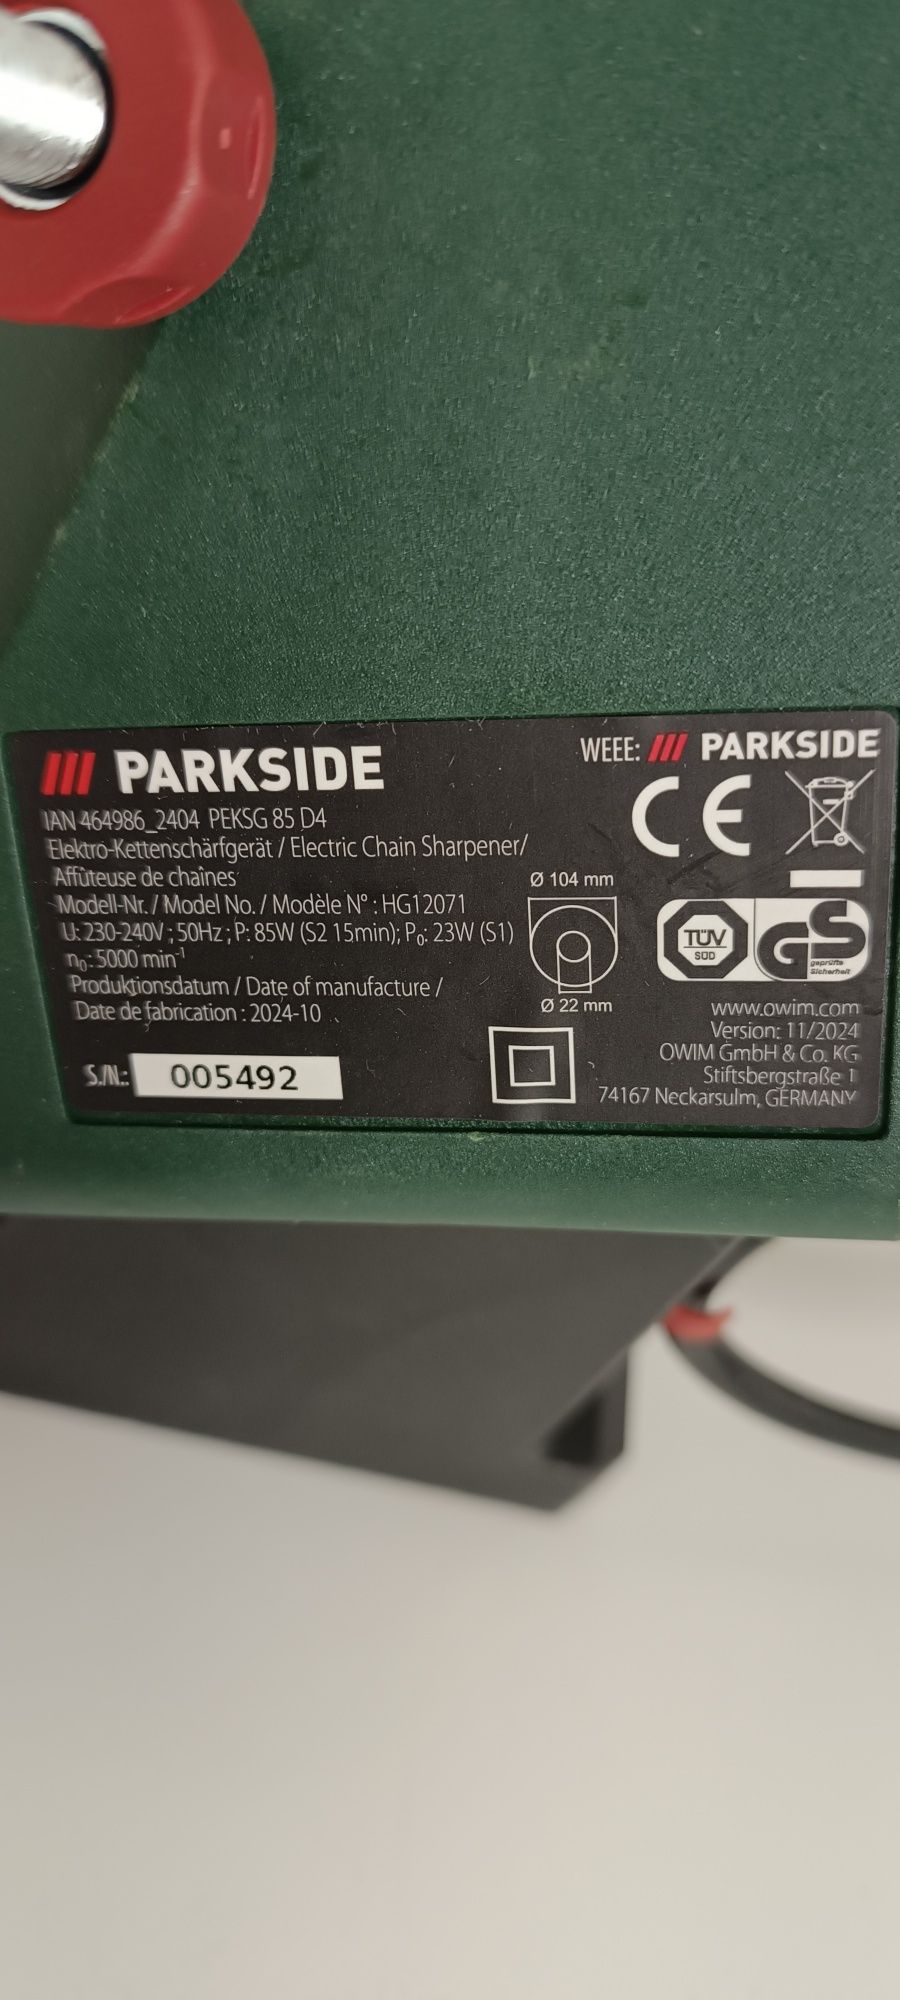 PARKSIDE
IAN 464986_2404 PEKSG 85 D4
Elektro-Kettenschärfgerät / Electric Chain Sharpener/
Affûteuse de chaînes
Modell-Nr. / Model No. / Modèle N° : HG12071
U: 230-240V ; 50Hz ; P: 85W (S2 15min); P₀: 23W (S1)
n₀: 5000 min⁻¹
Produktionsdatum / Date of manufacture /
Date de fabrication : 2024-10
S/N.: 005492
Ø 104 mm
Ø 22 mm
WEEE: PARKSIDE
CE
TÜV
SÜD
GS
geprüfte
Sicherheit
www.owim.com
Version: 11/2024
OWIM GmbH & Co. KG
Stiftsbergstraße 1
74167 Neckarsulm, GERMANY